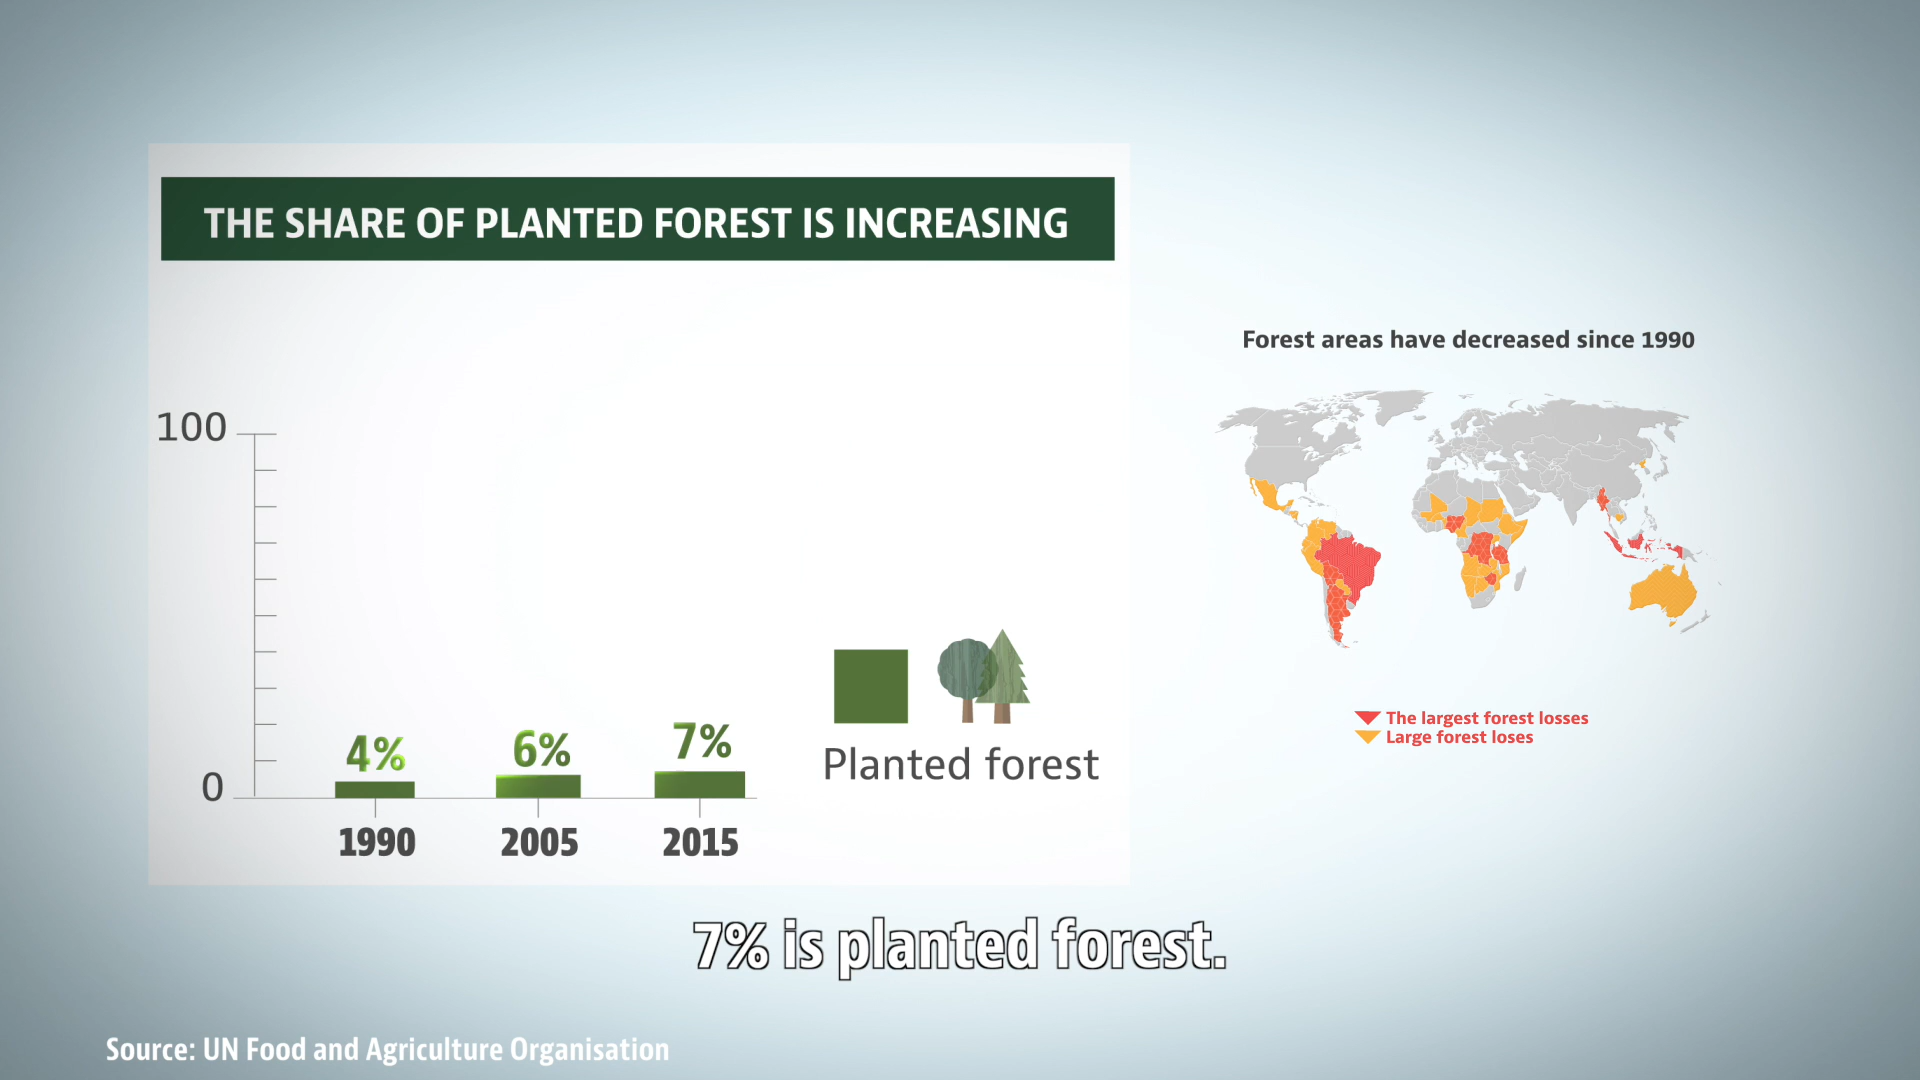 THE SHARE OF PLANTED FOREST IS INCREASING
100
0
4%
6%
7%
1990
2005
2015
Planted forest
Forest areas have decreased since 1990
The largest forest losses
Large forest loses
7% is planted forest.
Source: UN Food and Agriculture Organisation